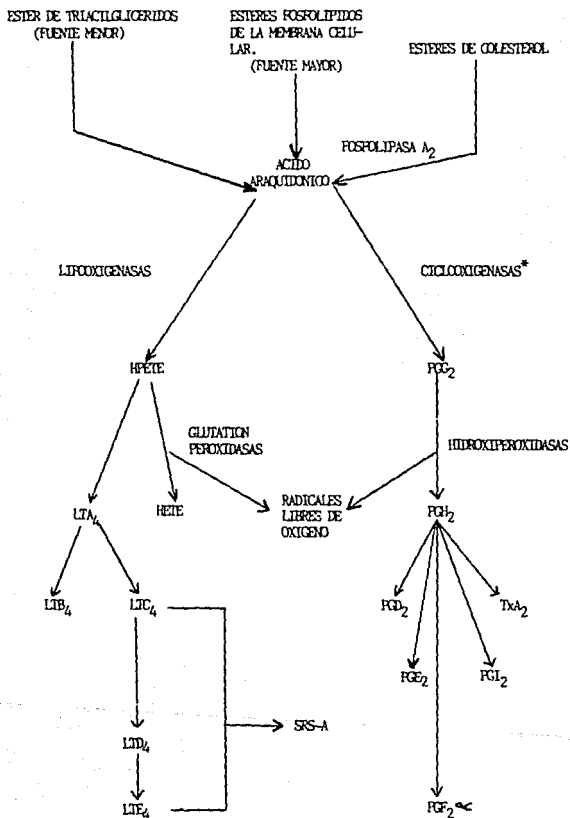 ESTER DE TRIACTILGLICERIDOS
(FUENTE MENOR)
ESTERES FOSFOLIPIDOS
DE LA MEMBRANA CELU-
LAR.
(FUENTE MAYOR)
ESTERES DE COLESTEROL
FOSFOLIPASA A2
ACIDO
ARAQUIDONICO
LIPOOXIGENASAS
CICLOOXIGENASAS*
HPETE
PGG2
GLUTATION
PEROXIDASAS
HIDROXIPEROXIDASAS
RADICALES
LIBRES DE
OXIGENO
LTA4
HETE
PGH2
LTB4
LTC4
PGD2
TxA2
PGE2
PGI2
SRS-A
LTD4
LTE4
PGF2 ∝